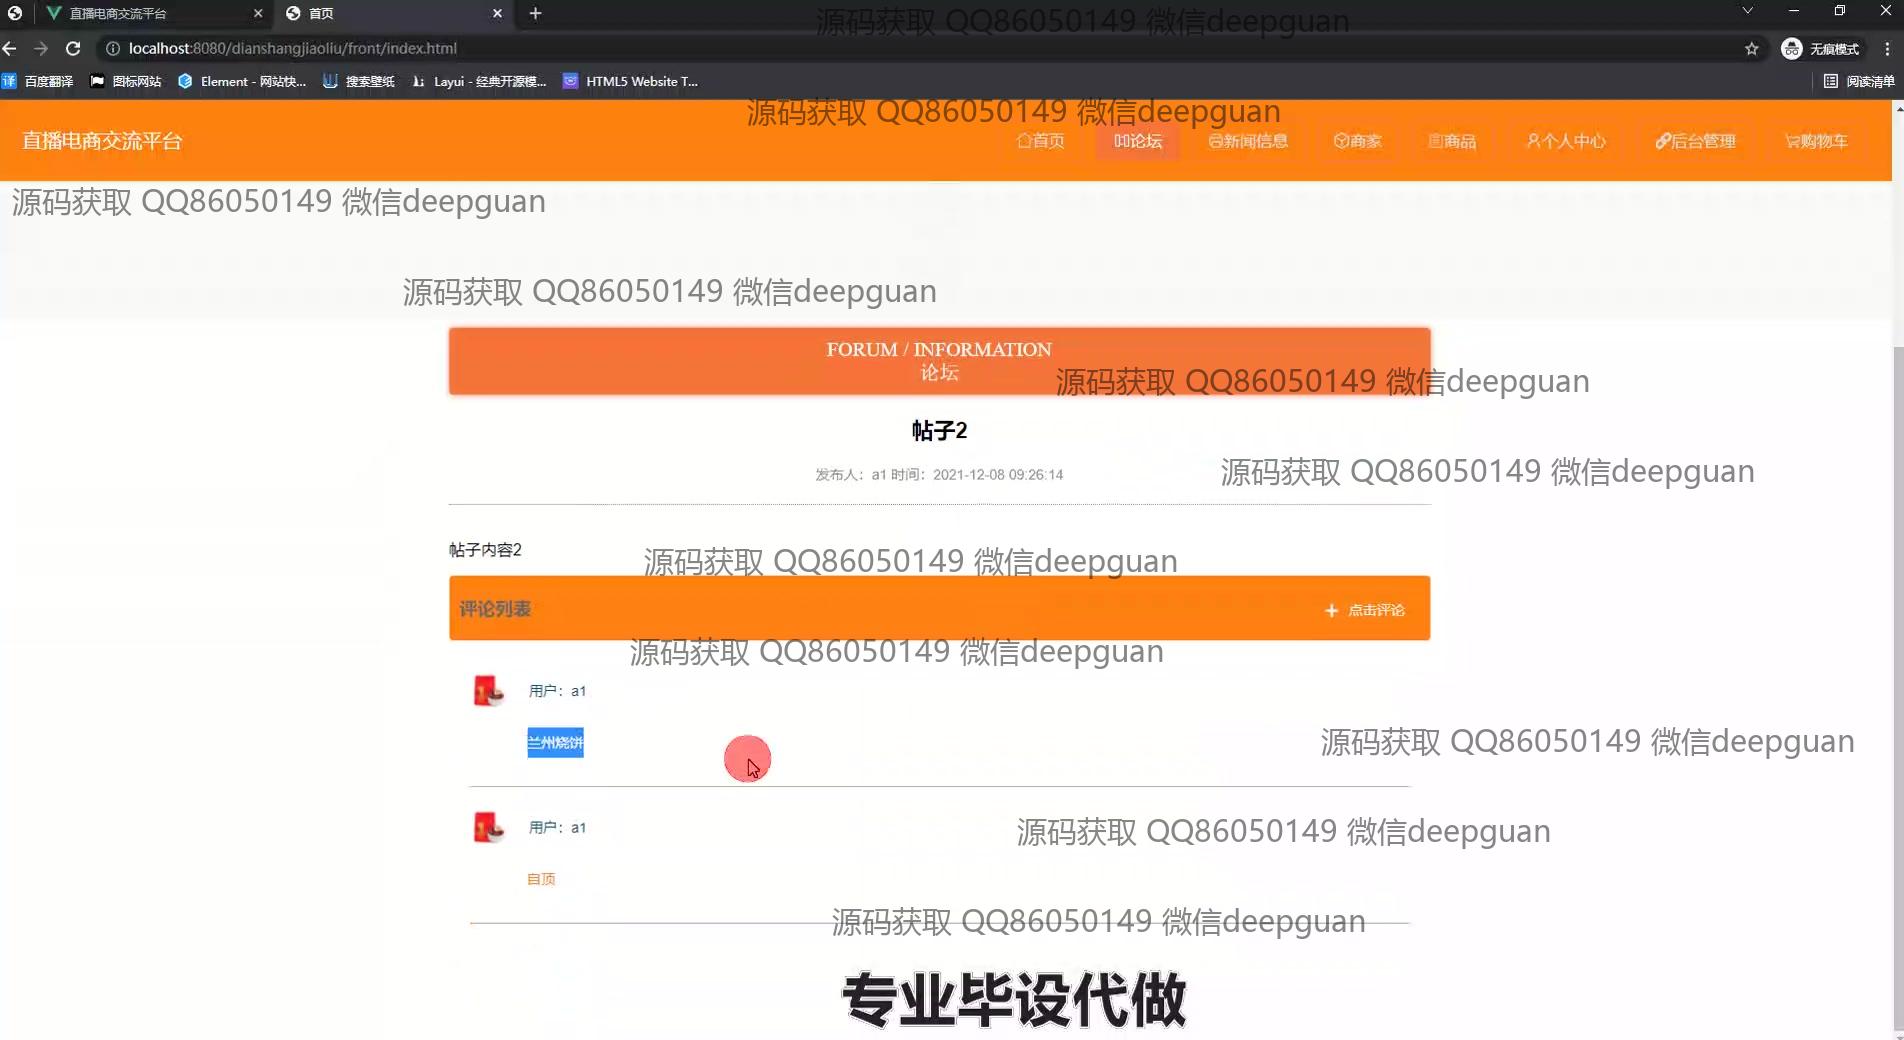 直播电商交流平台
首页
源码获取 QQ86050149 微信deepguan
localhost:8080/dianshangjiaoliu/front/index.html
无痕模式
百度翻译
图标网站
Element - 网站快...
搜索壁纸
Layui - 经典开源模...
HTML5 Website T...
阅读清单
源码获取 QQ86050149 微信deepguan
直播电商交流平台
首页
论坛
新闻信息
商家
商品
个人中心
后台管理
购物车
源码获取 QQ86050149 微信deepguan
源码获取 QQ86050149 微信deepguan
FORUM / INFORMATION
论坛
源码获取 QQ86050149 微信deepguan
帖子2
发布人：a1 时间：2021-12-08 09:26:14
源码获取 QQ86050149 微信deepguan
帖子内容2
源码获取 QQ86050149 微信deepguan
评论列表
+ 点击评论
源码获取 QQ86050149 微信deepguan
用户：a1
兰州烧饼
源码获取 QQ86050149 微信deepguan
用户：a1
源码获取 QQ86050149 微信deepguan
自顶
源码获取 QQ86050149 微信deepguan
专业毕设代做